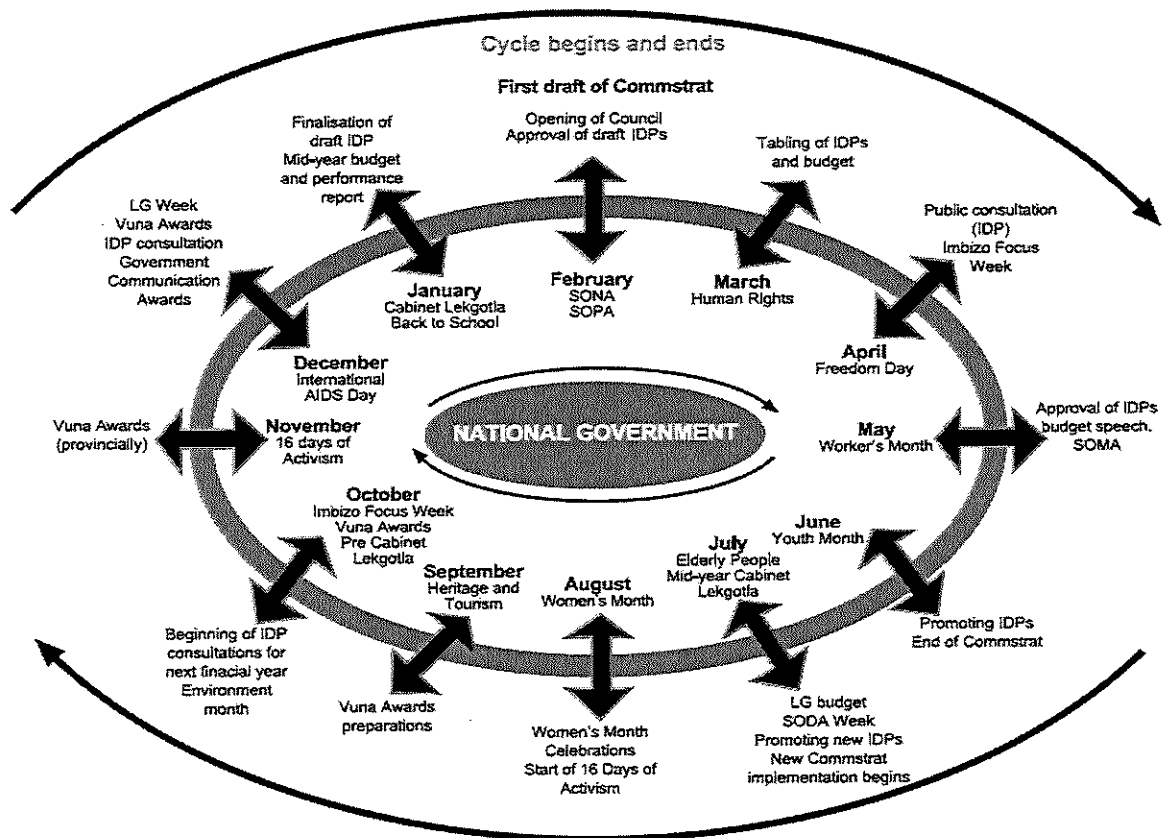 Cycle begins and ends
First draft of Commstrat
Opening of Council
Approval of draft IDPs
Tabling of IDPs
and budget
Public consultation
(IDP)
Imbizo Focus
Week
Approval of IDPs
budget speech.
SOMA
Promoting IDPs
End of Commstrat
LG budget
SODA Week
Promoting new IDPs
New Commstrat
implementation begins
Women's Month
Celebrations
Start of 16 Days of
Activism
Vuna Awards
preparations
Beginning of IDP
consultations for
next finacial year
Environment
month
Vuna Awards
(provincially)
LG Week
Vuna Awards
IDP consultation
Government
Communication
Awards
Finalisation of
draft IDP
Mid-year budget
and performance
report
January
Cabinet Lekgotla
Back to School
February
SONA
SOPA
March
Human Rights
April
Freedom Day
May
Worker's Month
June
Youth Month
July
Elderly People
Mid-year Cabinet
Lekgotla
August
Women's Month
September
Heritage and
Tourism
October
Imbizo Focus Week
Vuna Awards
Pre Cabinet
Lekgotla
November
16 days of
Activism
December
International
AIDS Day
NATIONAL GOVERNMENT